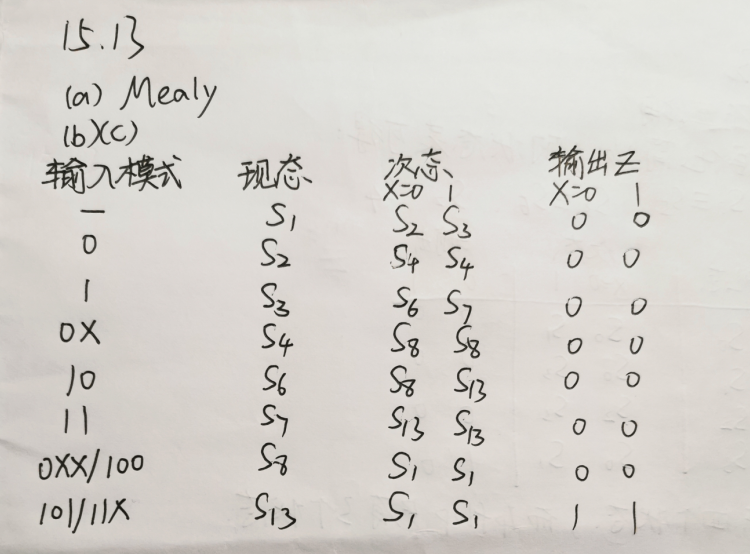 15.13
(a) Mealy
(b)(c)
输入模式 现态 次态 输出 Z
X=0 1 X=0 1
— S1 S2 S3 0 0
0 S2 S4 S4 0 0
1 S3 S6 S7 0 0
0X S4 S8 S8 0 0
10 S6 S8 S13 0 0
11 S7 S13 S13 0 0
0XX/100 S8 S1 S1 0 0
101/11X S13 S1 S1 1 1